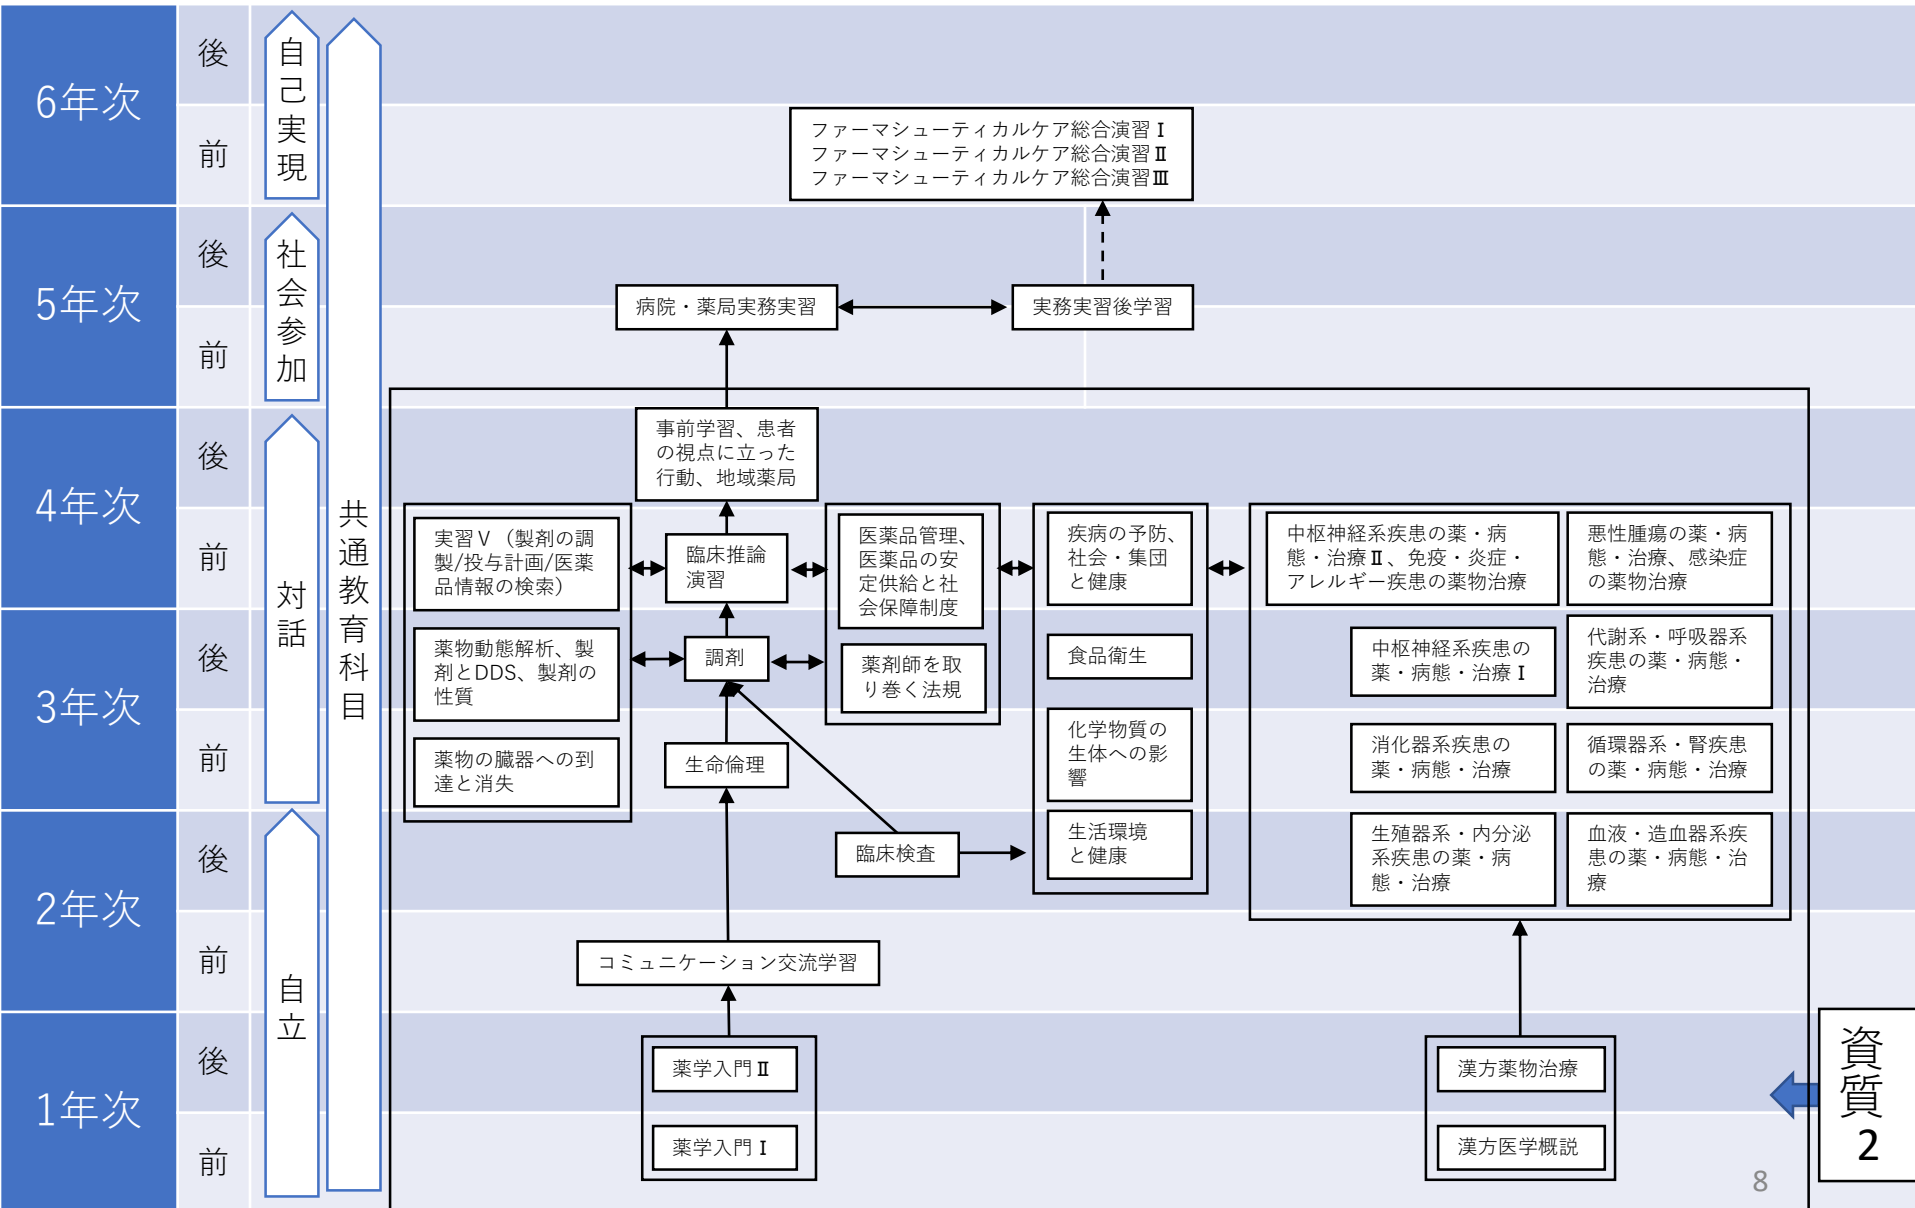 6年次
後
前
自己実現
ファーマシューティカルケア総合演習Ⅰ
ファーマシューティカルケア総合演習Ⅱ
ファーマシューティカルケア総合演習Ⅲ
5年次
後
前
社会参加
病院・薬局実務実習
実務実習後学習
4年次
後
前
対話
共通教育科目
事前学習、患者
の視点に立った
行動、地域薬局
実習Ⅴ（製剤の調
製/投与計画/医薬
品情報の検索）
臨床推論
演習
医薬品管理、
医薬品の安
定供給と社
会保障制度
疾病の予防、
社会・集団
と健康
中枢神経系疾患の薬・病
態・治療Ⅱ、免疫・炎症・
アレルギー疾患の薬物治療
悪性腫瘍の薬・病
態・治療、感染症
の薬物治療
3年次
後
前
薬物動態解析、製
剤とDDS、製剤の
性質
調剤
薬剤師を取
り巻く法規
食品衛生
中枢神経系疾患の
薬・病態・治療Ⅰ
代謝系・呼吸器系
疾患の薬・病態・
治療
薬物の臓器への到
達と消失
生命倫理
化学物質の
生体への影
響
消化器系疾患の
薬・病態・治療
循環器系・腎疾患
の薬・病態・治療
2年次
後
前
自立
臨床検査
生活環境
と健康
生殖器系・内分泌
系疾患の薬・病
態・治療
血液・造血器系疾
患の薬・病態・治
療
コミュニケーション交流学習
1年次
後
前
薬学入門Ⅱ
薬学入門Ⅰ
漢方薬物治療
漢方医学概説
資質2
8